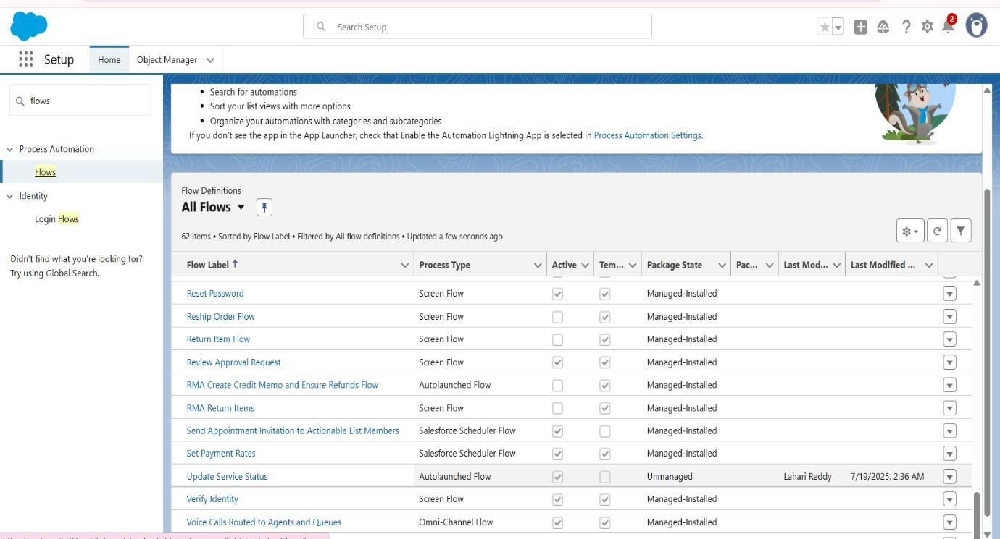 Search Setup
2
Setup
Home
Object Manager
flows
Process Automation
Flows
Identity
Login Flows
Didn't find what you're looking for?
Try using Global Search.
• Search for automations
• Sort your list views with more options
• Organize your automations with categories and subcategories
If you don't see the app in the App Launcher, check that Enable the Automation Lightning App is selected in Process Automation Settings.
Flow Definitions
All Flows
62 items • Sorted by Flow Label • Filtered by All flow definitions • Updated a few seconds ago
Flow Label ↑ Process Type Active Tem... Package State Pac... Last Mod... Last Modified ...
Reset Password Screen Flow Managed-Installed
Reship Order Flow Screen Flow Managed-Installed
Return Item Flow Screen Flow Managed-Installed
Review Approval Request Screen Flow Managed-Installed
RMA Create Credit Memo and Ensure Refunds Flow Autolaunched Flow Managed-Installed
RMA Return Items Screen Flow Managed-Installed
Send Appointment Invitation to Actionable List Members Salesforce Scheduler Flow Managed-Installed
Set Payment Rates Salesforce Scheduler Flow Managed-Installed
Update Service Status Autolaunched Flow Unmanaged Lahari Reddy 7/19/2025, 2:36 AM
Verify Identity Screen Flow Managed-Installed
Voice Calls Routed to Agents and Queues Omni-Channel Flow Managed-Installed